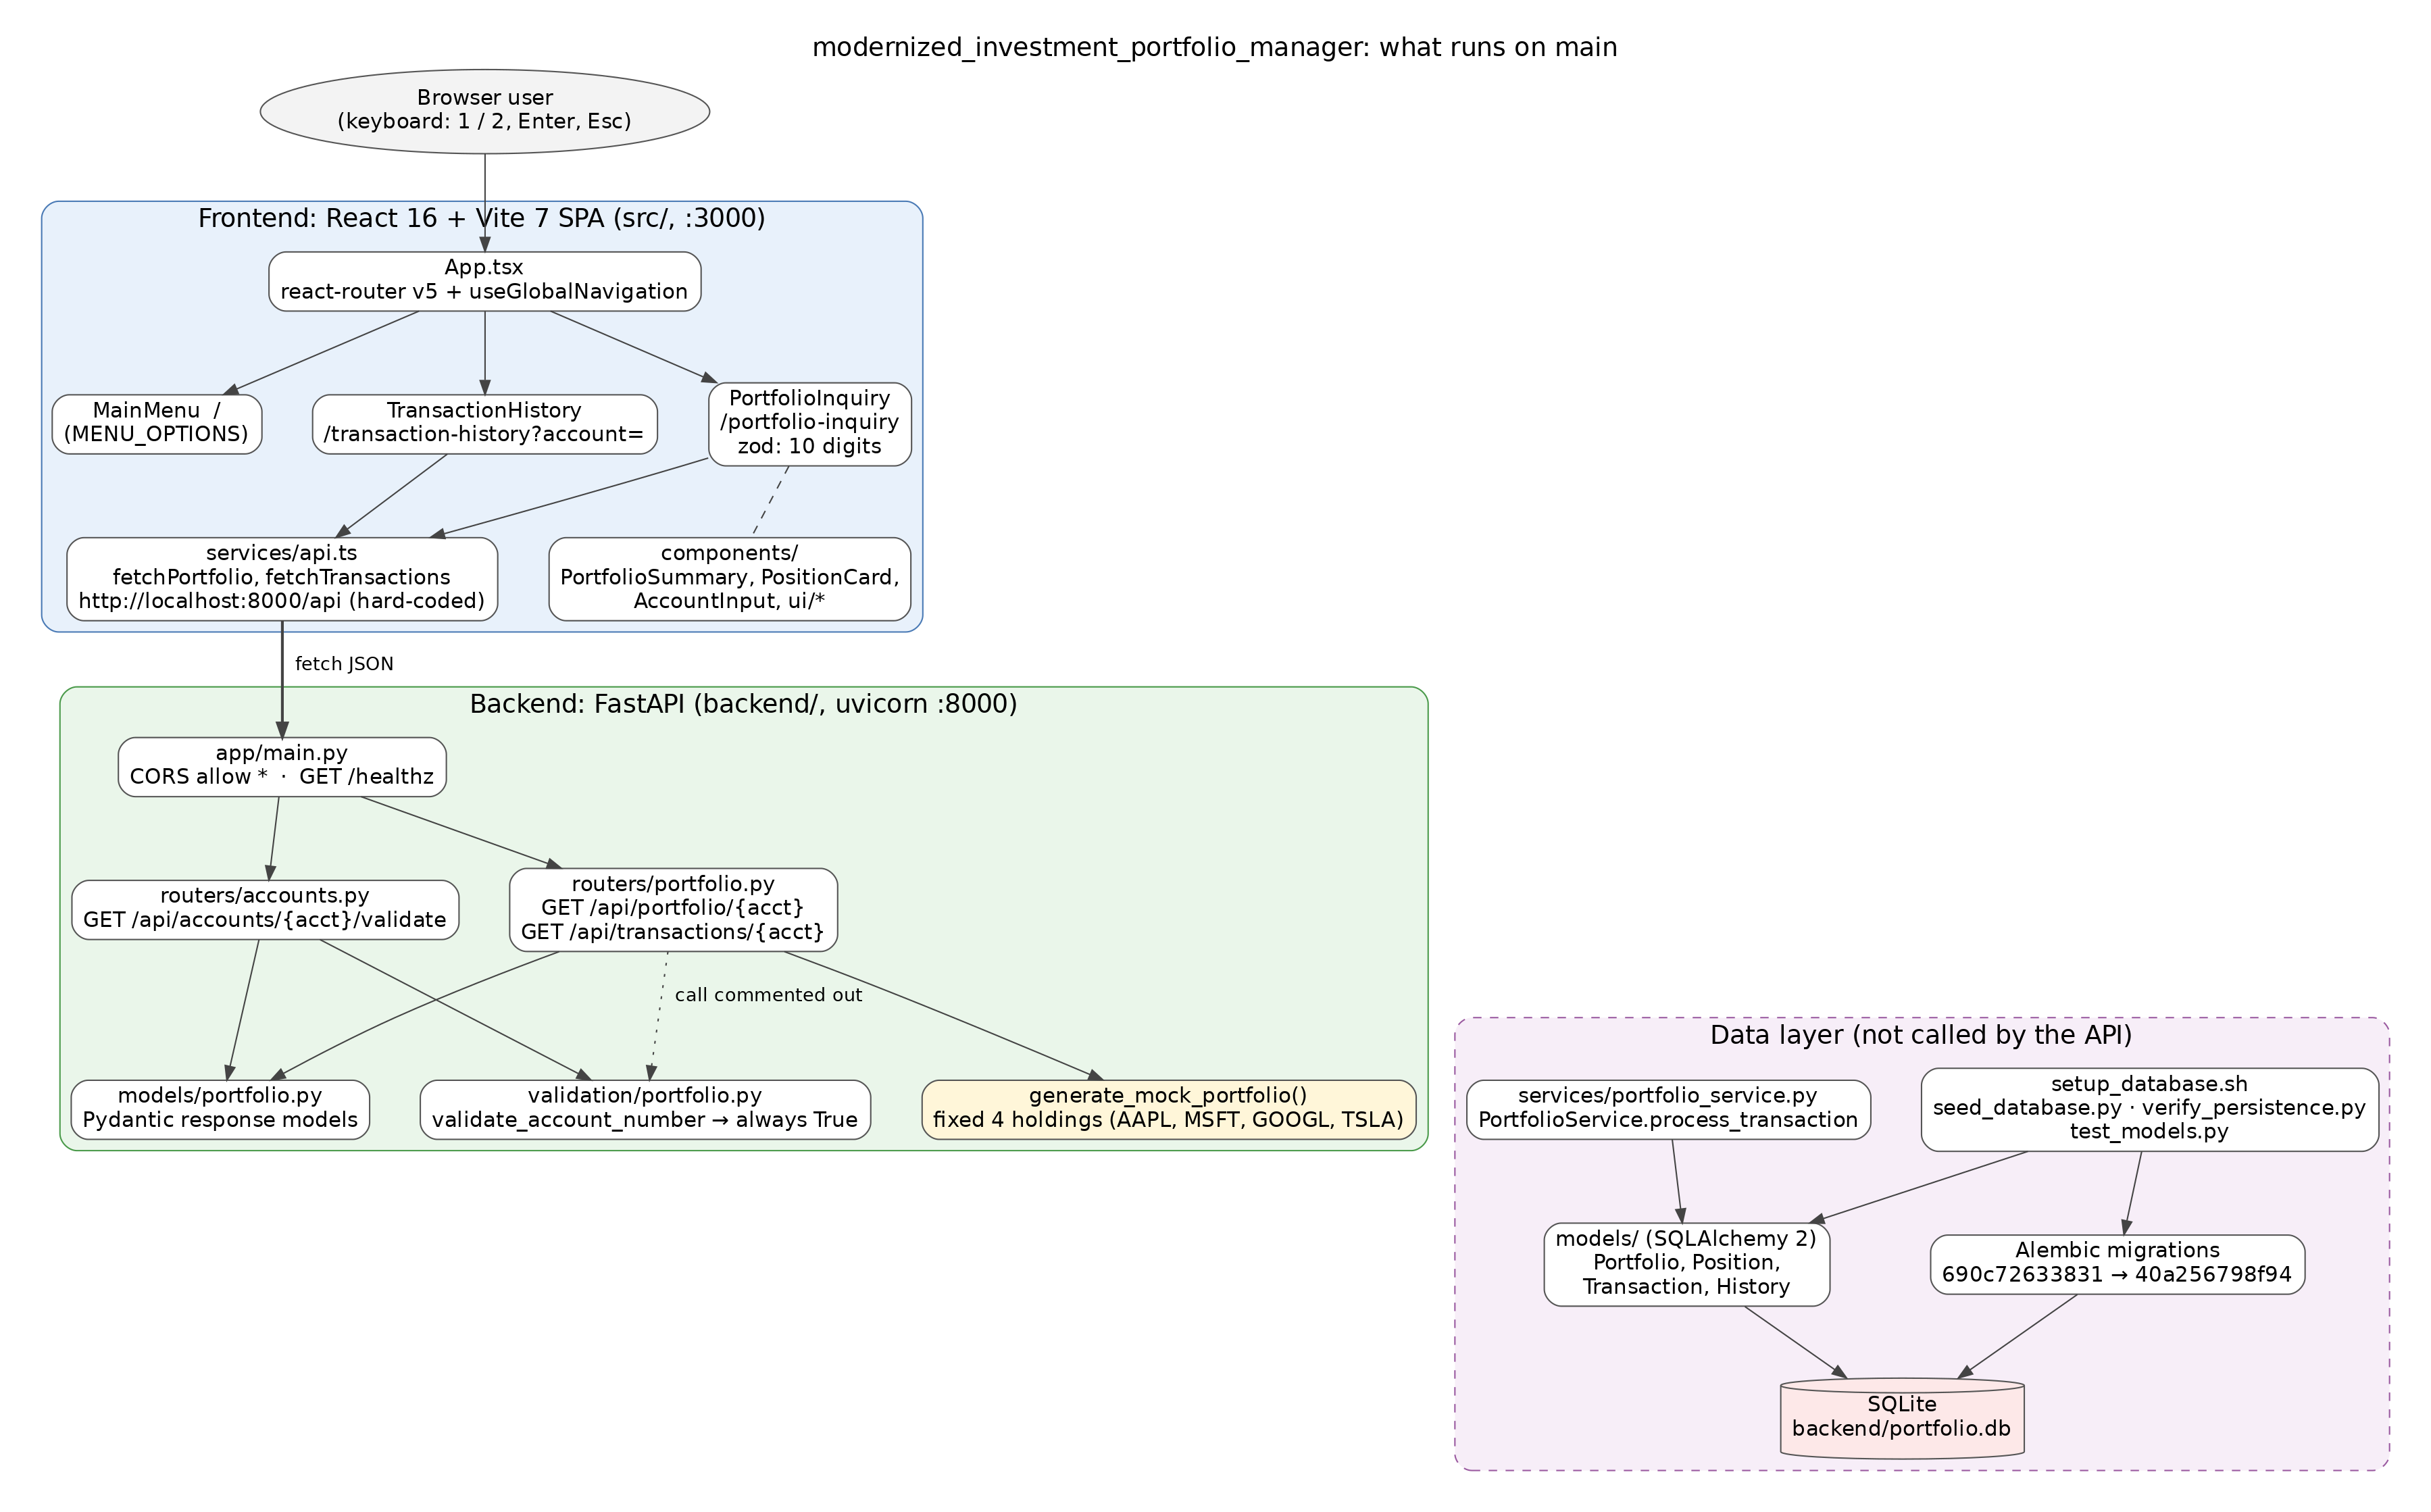 modernized_investment_portfolio_manager: what runs on main
Browser user
(keyboard: 1 / 2, Enter, Esc)
Frontend: React 16 + Vite 7 SPA (src/, :3000)
App.tsx
react-router v5 + useGlobalNavigation
MainMenu  /
(MENU_OPTIONS)
TransactionHistory
/transaction-history?account=
PortfolioInquiry
/portfolio-inquiry
zod: 10 digits
services/api.ts
fetchPortfolio, fetchTransactions
http://localhost:8000/api (hard-coded)
components/
PortfolioSummary, PositionCard,
AccountInput, ui/*
fetch JSON
Backend: FastAPI (backend/, uvicorn :8000)
app/main.py
CORS allow *  ·  GET /healthz
routers/accounts.py
GET /api/accounts/{acct}/validate
routers/portfolio.py
GET /api/portfolio/{acct}
GET /api/transactions/{acct}
call commented out
models/portfolio.py
Pydantic response models
validation/portfolio.py
validate_account_number → always True
generate_mock_portfolio()
fixed 4 holdings (AAPL, MSFT, GOOGL, TSLA)
Data layer (not called by the API)
services/portfolio_service.py
PortfolioService.process_transaction
setup_database.sh
seed_database.py · verify_persistence.py
test_models.py
models/ (SQLAlchemy 2)
Portfolio, Position,
Transaction, History
Alembic migrations
690c72633831 → 40a256798f94
SQLite
backend/portfolio.db